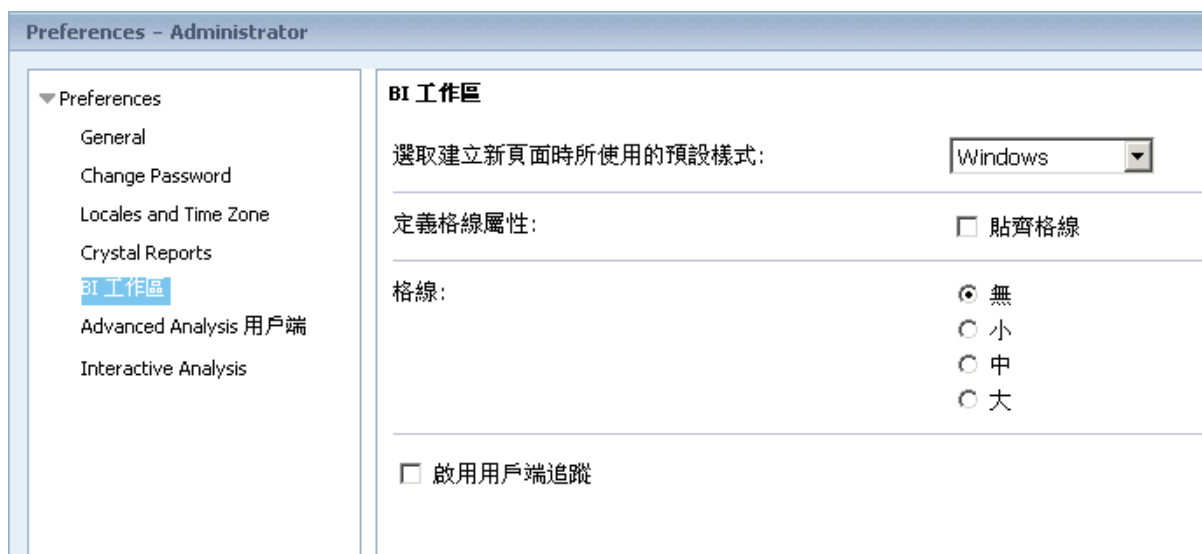 Preferences – Administrator
Preferences
General
Change Password
Locales and Time Zone
Crystal Reports
BI 工作區
Advanced Analysis 用戶端
Interactive Analysis
BI 工作區
選取建立新頁面時所使用的預設樣式: Windows
定義格線屬性: 貼齊格線
格線: 無
小
中
大
啟用用戶端追蹤